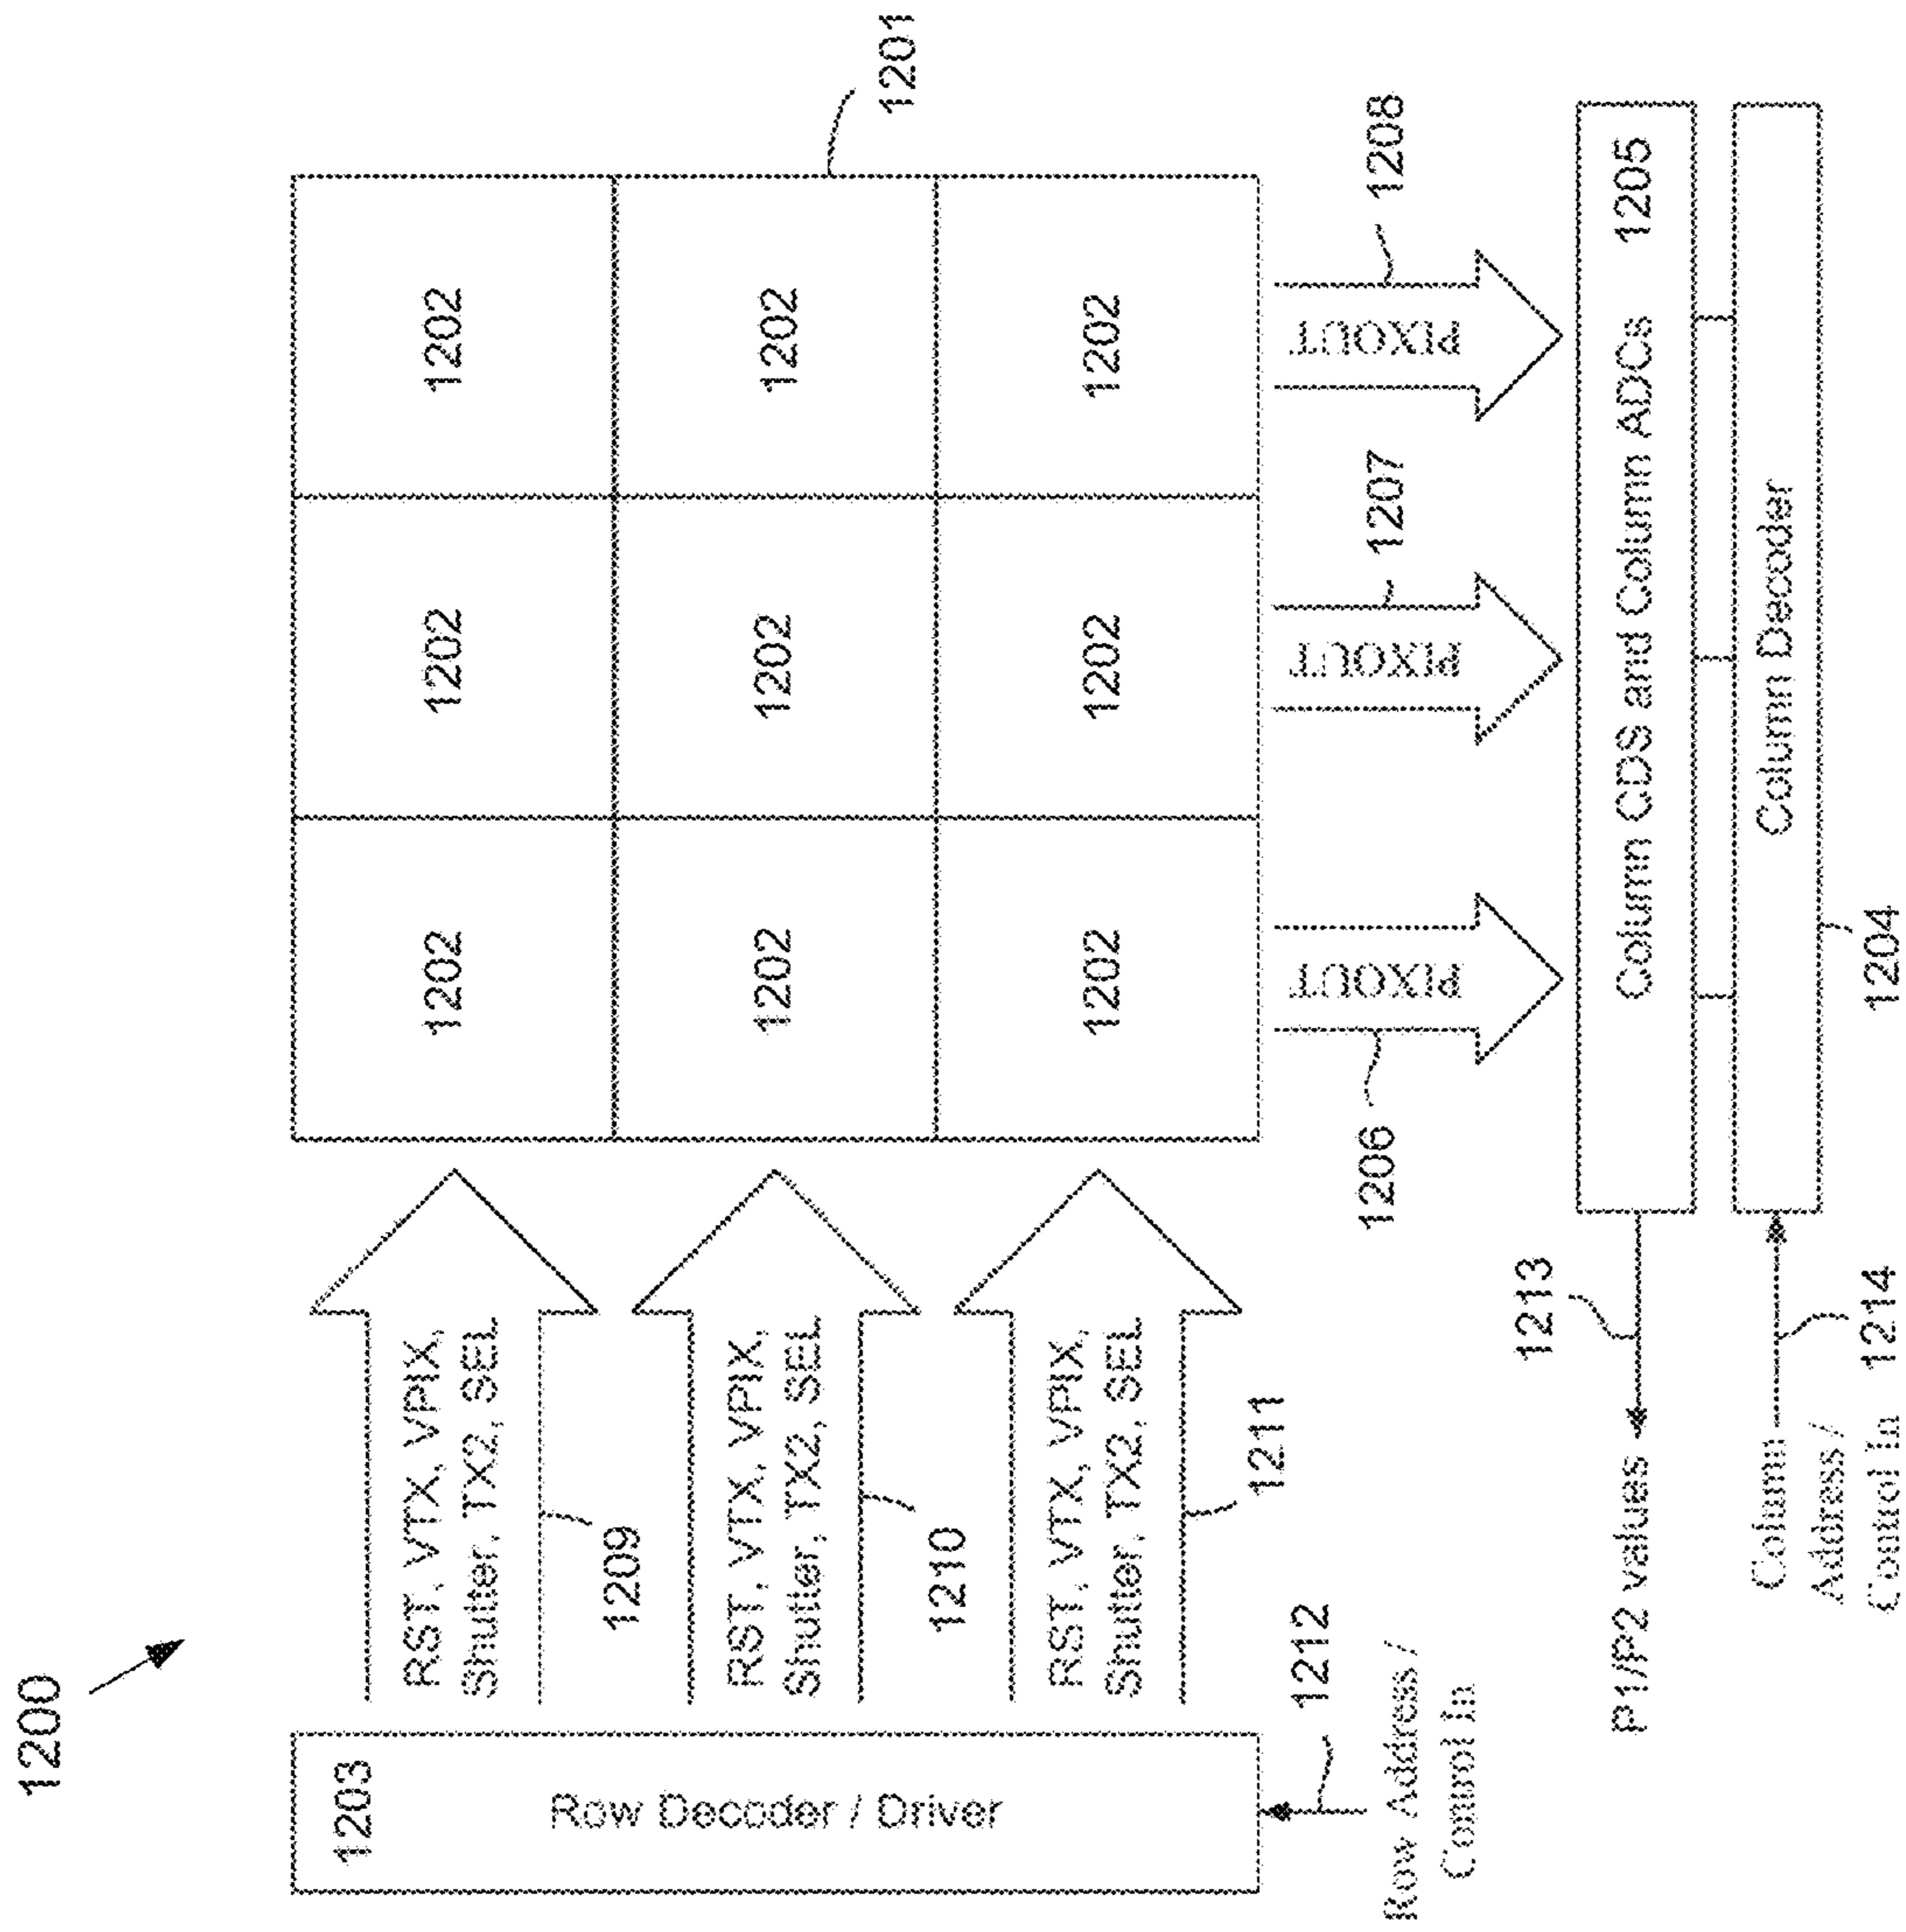 1200
1203
Row Decoder / Driver
RST, VTX, VPIX,
Shutter, TX2, SEL
1209
RST, VTX, VPIX,
Shutter, TX2, SEL
1210
RST, VTX, VPIX,
Shutter, TX2, SEL
1211
1202 1202 1202
1202 1202 1202
1202 1202 1202
1201
1212
Row Address /
Control In
1206
PIXOUT
PIXOUT
1207
PIXOUT
1208
1213
P1/P2 values
Column CDS and Column ADCs 1205
Column
Address /
Control In
1214
Column Decoder
1204